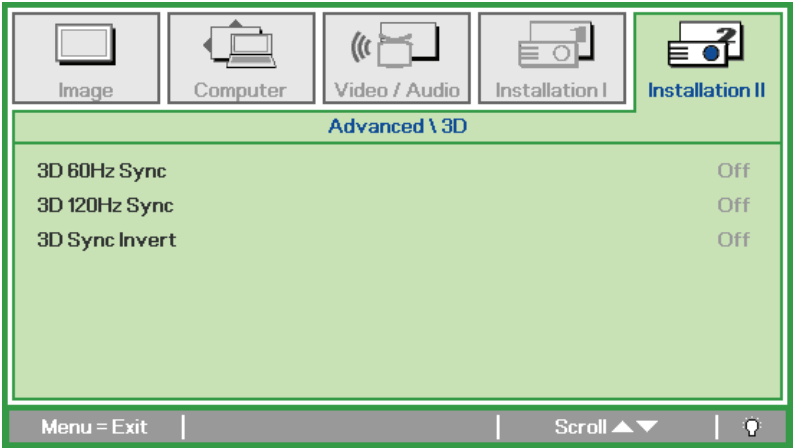 Image Computer Video / Audio Installation I Installation II
Advanced \ 3D
3D 60Hz Sync Off
3D 120Hz Sync Off
3D Sync Invert Off
Menu = Exit Scroll ▲▼